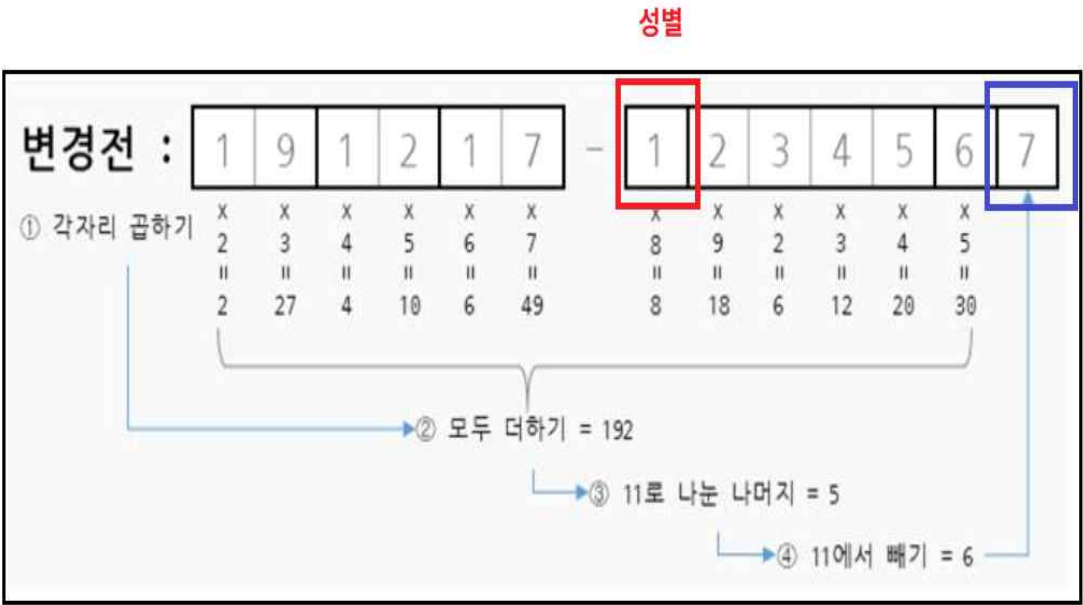 성별
변경전 : 1 9 1 2 1 7 - 1 2 3 4 5 6 7
① 각자리 곱하기 x x x x x x x x x x x x
2 3 4 5 6 7 8 9 2 3 4 5
= = = = = = = = = = = =
2 27 4 10 6 49 8 18 6 12 20 30
② 모두 더하기 = 192
③ 11로 나눈 나머지 = 5
④ 11에서 빼기 = 6